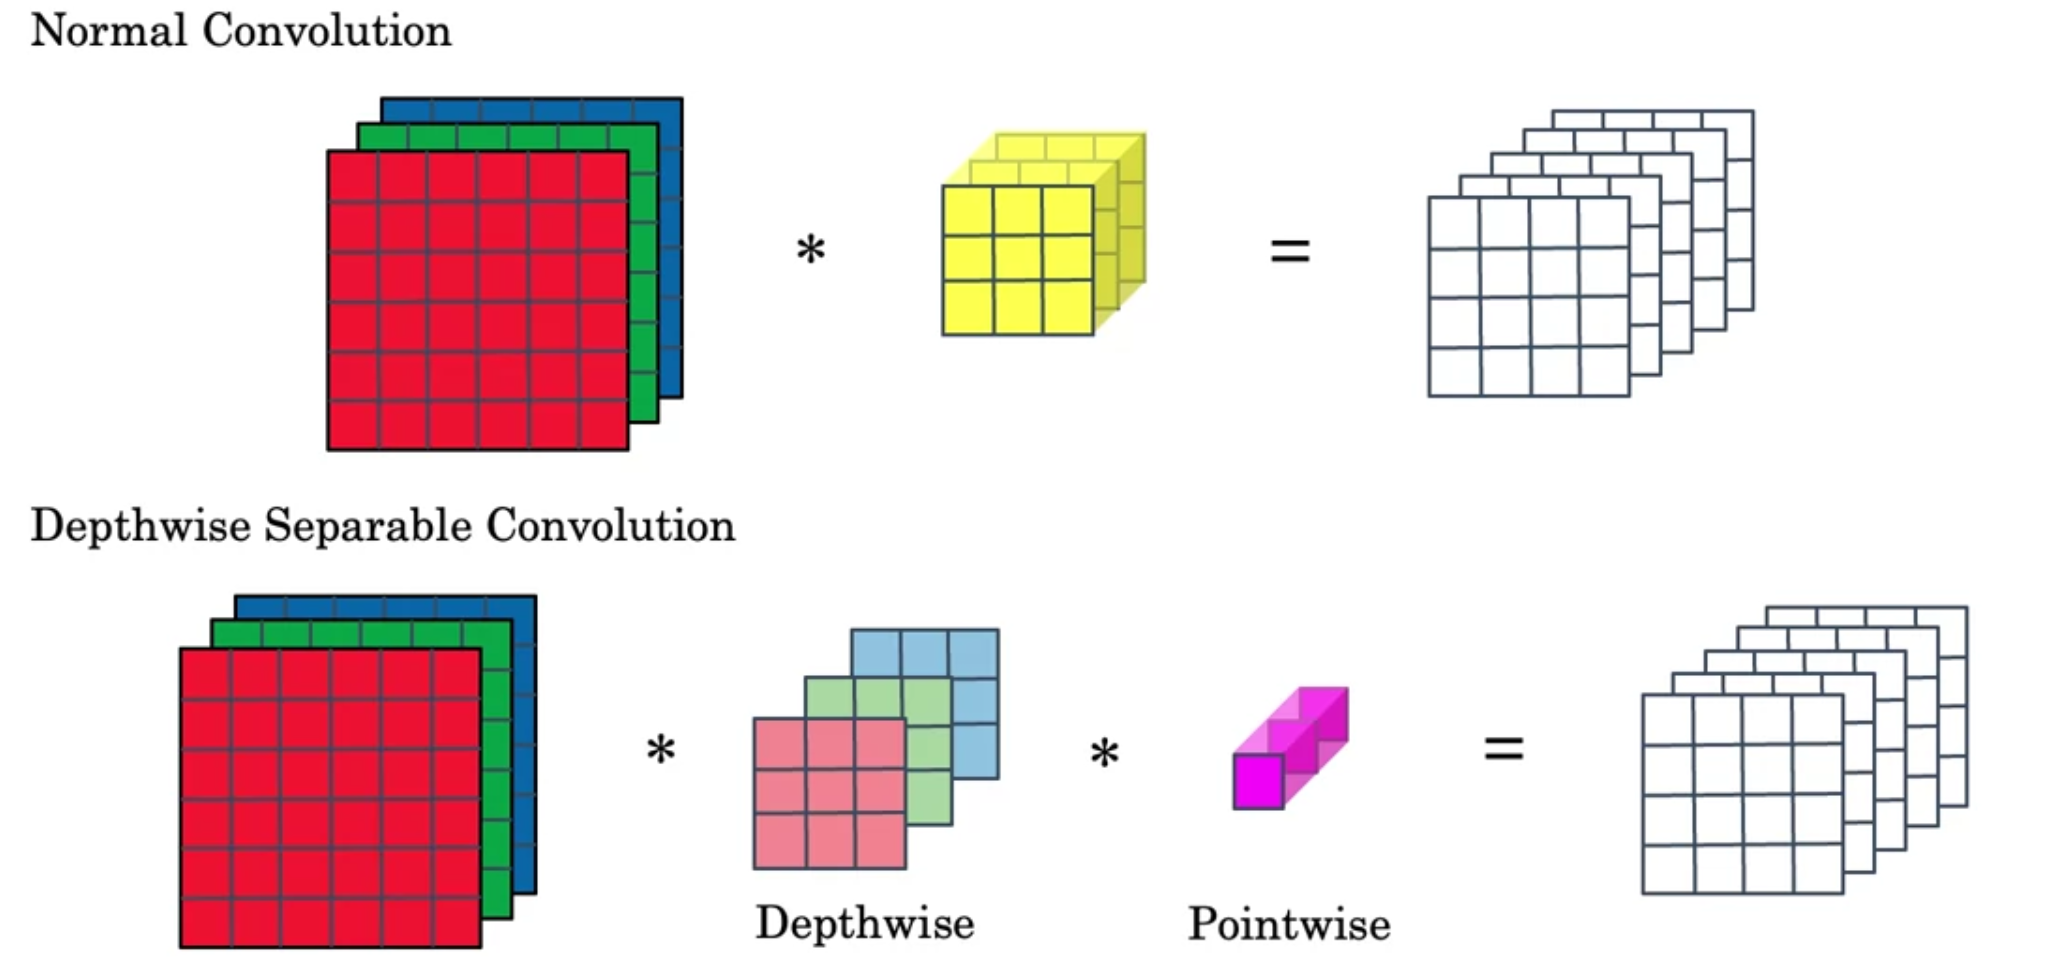 Normal Convolution
* =
Depthwise Separable Convolution
* * =
Depthwise Pointwise